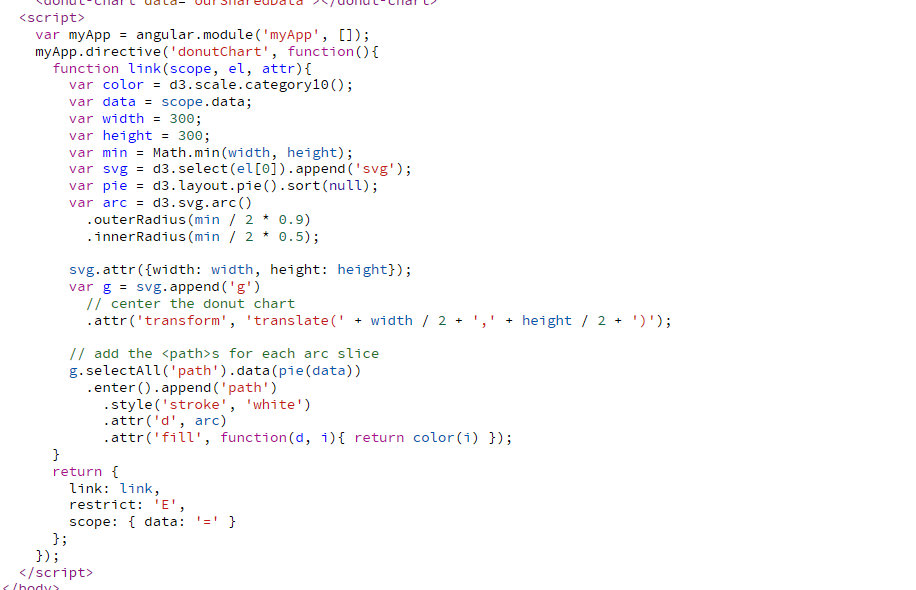 <donut-chart data="ourSharedData"></donut-chart>
<script>
var myApp = angular.module('myApp', []);
myApp.directive('donutChart', function(){
function link(scope, el, attr){
var color = d3.scale.category10();
var data = scope.data;
var width = 300;
var height = 300;
var min = Math.min(width, height);
var svg = d3.select(el[0]).append('svg');
var pie = d3.layout.pie().sort(null);
var arc = d3.svg.arc()
.outerRadius(min / 2 * 0.9)
.innerRadius(min / 2 * 0.5);
svg.attr({width: width, height: height});
var g = svg.append('g')
// center the donut chart
.attr('transform', 'translate(' + width / 2 + ',' + height / 2 + ')');
// add the <path>s for each arc slice
g.selectAll('path').data(pie(data))
.enter().append('path')
.style('stroke', 'white')
.attr('d', arc)
.attr('fill', function(d, i){ return color(i) });
}
return {
link: link,
restrict: 'E',
scope: { data: '=' }
};
});
</script>
</body>